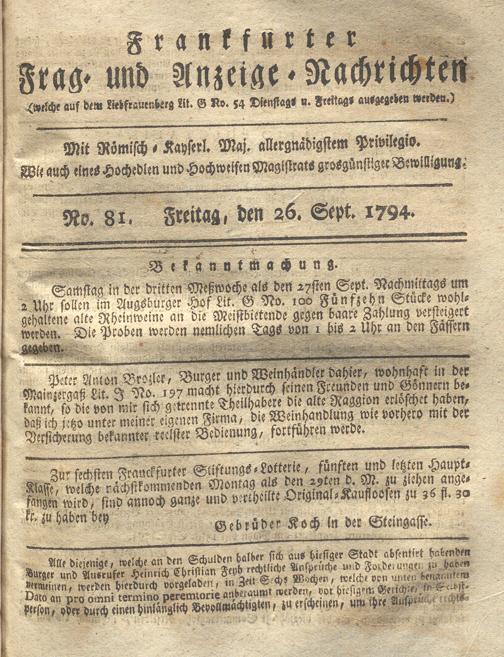 Frankfurter
Frag- und Anzeige-Nachrichten
(welche auf dem Liebfrauenberg Lit. G No. 54 Dienstags u. Freitags ausgegeben werden.)
Mit Römisch-Kayserl. Maj. allergnädigstem Privilegio.
Wie auch eines Hochedlen und Hochweisen Magistrats grosgünstiger Bewilligung.
No. 81. Freitag, den 26. Sept. 1794.
Bekanntmachung.
Samstag in der dritten Meßwoche als den 27sten Sept. Nachmittags um
2 Uhr sollen im Augsburger Hof Lit. G No. 100 Fünfzehn Stücke wohl-
gehaltene alte Rheinweine an die Meistbietende gegen baare Zahlung versteigert
werden. Die Proben werden nemlichen Tags von 1 bis 2 Uhr an den Fässern
gegeben.
Peter Anton Brozler, Burger und Weinhändler dahier, wohnhaft in der
Mainzergaß Lit. J No. 197 macht hierdurch seinen Freunden und Gönnern be-
kannt, so die von mir sich getrennte Theilhabere die alte Raggion erlöschet haben,
daß ich jetzo unter meiner eigenen Firma, die Weinhandlung wie vorhero mit der
Versicherung bekannter reelster Bedienung, fortführen werde.
Zur sechsten Franckfurter Stiftungs-Lotterie, fünften und letzten Haupt-
Klasse, welche nächstkommenden Montag als den 29ten d. M. zu ziehen ange-
fangen wird, sind annoch ganze und vertheilte Original-Kaufloosen zu 36 fl. 30
kr. zu haben bey
Gebrüder Koch in der Steingasse.
Alle diejenige, welche an den Schulden halber sich aus hiesiger Stadt absentirt habenden
Burger und Ausrufer Heinrich Christian Feyh rechtliche Ansprüche und Forderungen zu haben
vermeinen, werden hierdurch vorgeladen, in Zeit Sechs Wochen, welche von unten benanntem
Dato an pro omni termino peremtorie anberaumt werden, vor hiesigem Gerichte, in Selbst-
person, oder durch einen hinlänglich Bevollmächtigten, zu erscheinen, um ihre Ansprüche rechts-